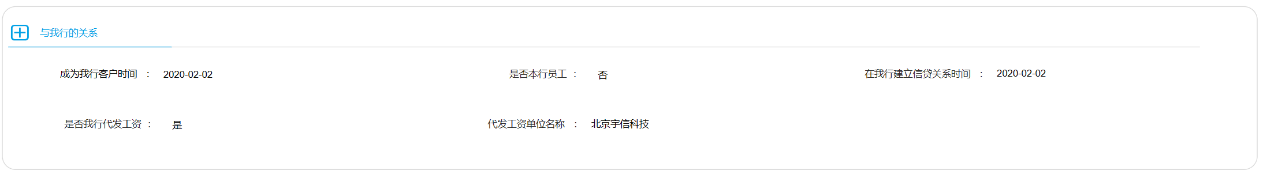 与我行的关系
成为我行客户时间 : 2020-02-02 是否本行员工 : 否 在我行建立信贷关系时间 : 2020-02-02
是否我行代发工资 : 是 代发工资单位名称 : 北京宇信科技